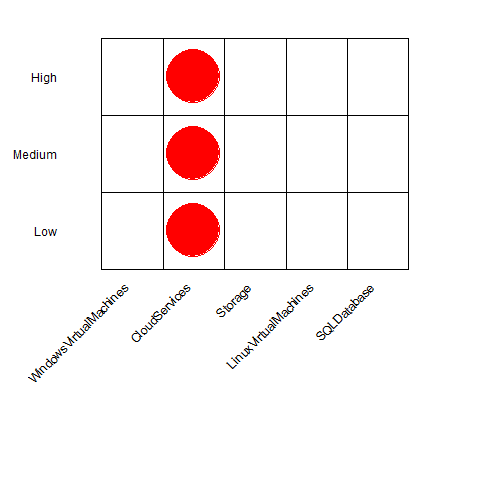 High
Medium
Low
WindowsVirtualMachines
CloudServices
Storage
LinuxVirtualMachines
SQLDatabase